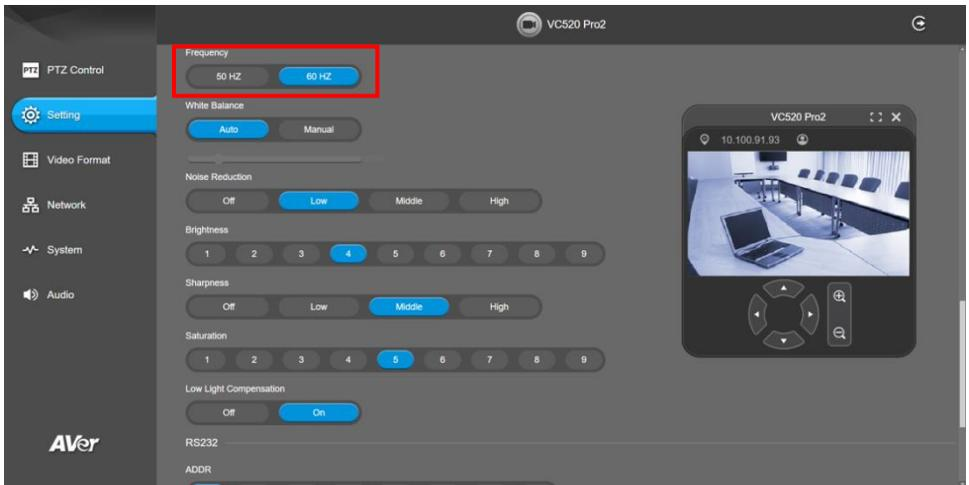 VC520 Pro2
PTZ PTZ Control
Setting
Video Format
Network
System
Audio
AVer
Frequency
50 HZ 60 HZ
White Balance
Auto Manual
Noise Reduction
Off Low Middle High
Brightness
1 2 3 4 5 6 7 8 9
Sharpness
Off Low Middle High
Saturation
1 2 3 4 5 6 7 8 9
Low Light Compensation
Off On
RS232
ADDR
VC520 Pro2
10.100.91.93